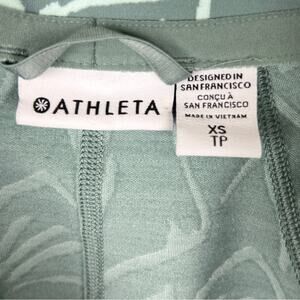 ATHLETA
DESIGNED IN
SAN FRANCISCO
CONÇU À
SAN FRANCISCO
MADE IN VIETNAM
XS
TP